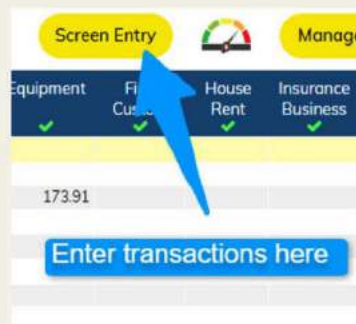 Screen Entry
Manag
Equipment
House
Rent
Insurance
Business
173.91
Enter transactions here